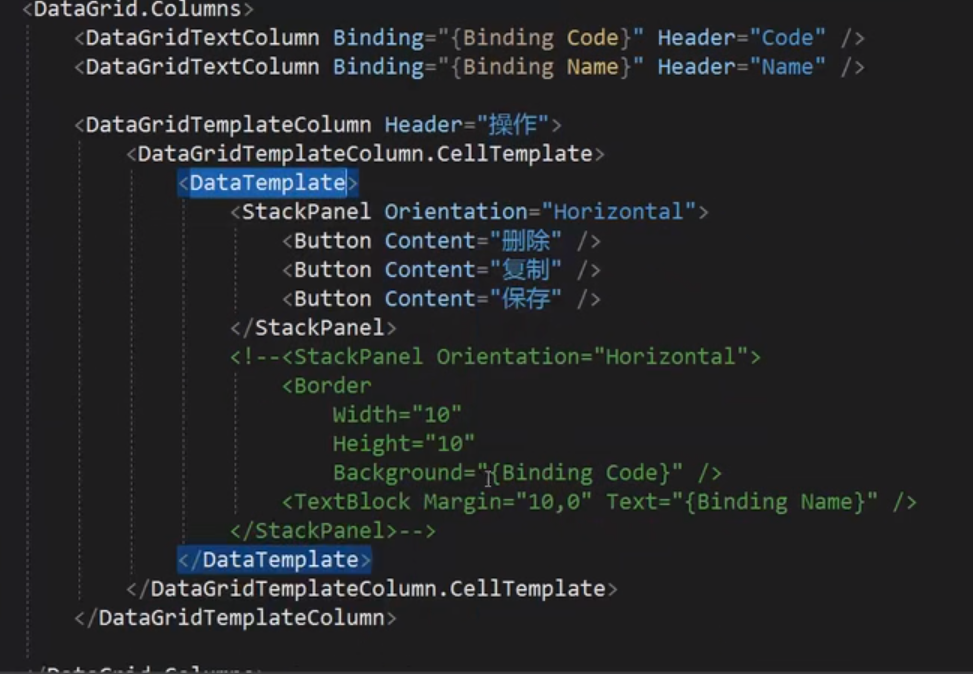 <DataGrid.Columns>
<DataGridTextColumn Binding="{Binding Code}" Header="Code" />
<DataGridTextColumn Binding="{Binding Name}" Header="Name" />
<DataGridTemplateColumn Header="操作">
<DataGridTemplateColumn.CellTemplate>
<DataTemplate>
<StackPanel Orientation="Horizontal">
<Button Content="删除" />
<Button Content="复制" />
<Button Content="保存" />
</StackPanel>
<!--<StackPanel Orientation="Horizontal">
<Border
Width="10"
Height="10"
Background="{Binding Code}" />
<TextBlock Margin="10,0" Text="{Binding Name}" />
</StackPanel>-->
</DataTemplate>
</DataGridTemplateColumn.CellTemplate>
</DataGridTemplateColumn>
</DataGrid.Columns>